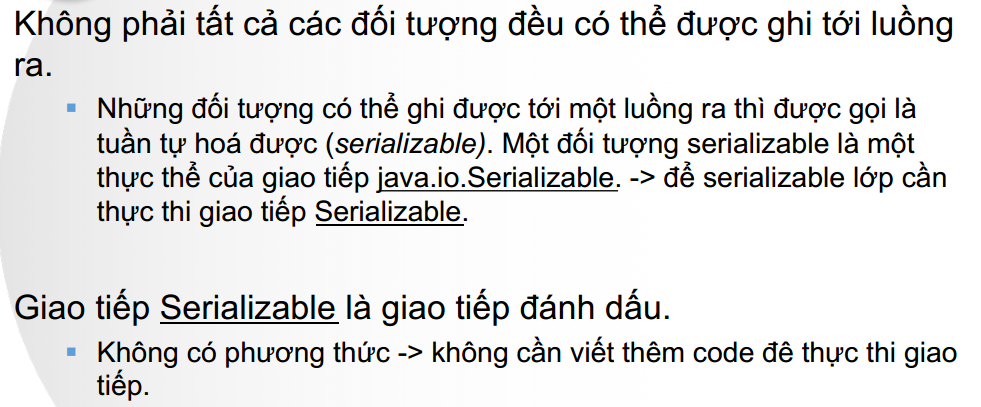 Không phải tất cả các đối tượng đều có thể được ghi tới luồng
ra.
▪ Những đối tượng có thể ghi được tới một luồng ra thì được gọi là
tuần tự hoá được (serializable). Một đối tượng serializable là một
thực thể của giao tiếp java.io.Serializable. -> để serializable lớp cần
thực thi giao tiếp Serializable.
Giao tiếp Serializable là giao tiếp đánh dấu.
▪ Không có phương thức -> không cần viết thêm code đê thực thi giao
tiếp.